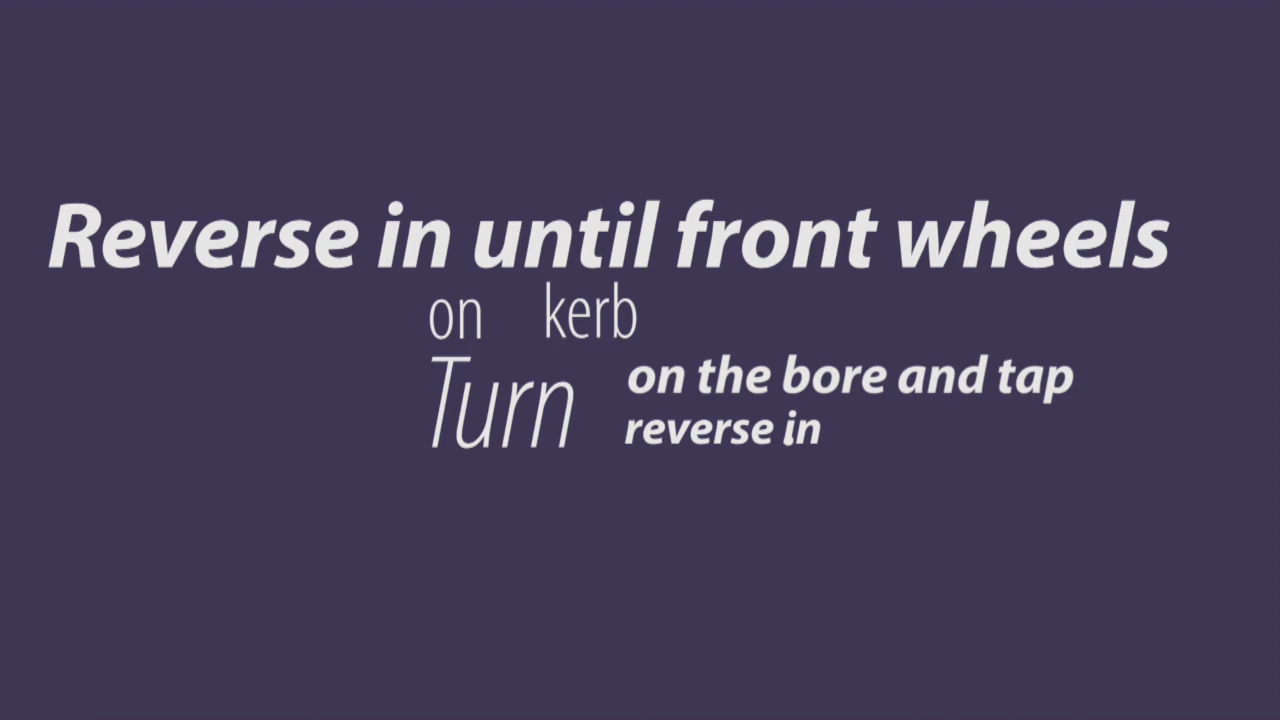 Reverse in until front wheels
on kerb
Turn on the bore and tap
reverse in